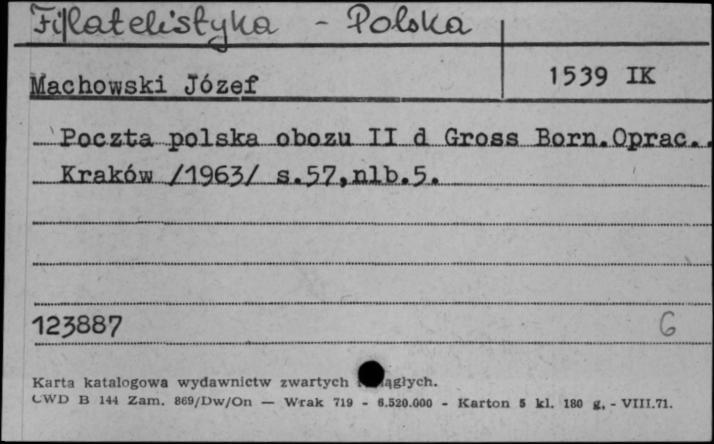 Filatelistyka - Polska
Machowski Józef
1539 IK
Poczta polska obozu II d Gross Born.Oprac..
Kraków /1963/ s.57,nlb.5.
123887
G
Karta katalogowa wydawnictw zwartych
CWD B 144 Zam. 869/Dw/On — Wrak 719 - 6.520.000 - Karton 5 kl. 180 g, - VIII.71.